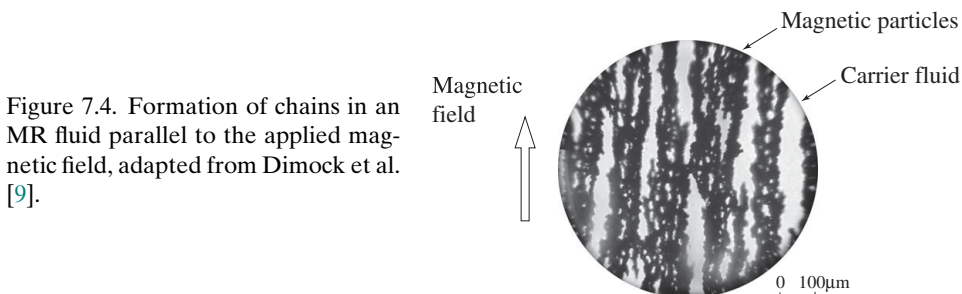 Figure 7.4. Formation of chains in an
MR fluid parallel to the applied mag-
netic field, adapted from Dimock et al.
[9].
Magnetic
field
Magnetic particles
Carrier fluid
0 100μm